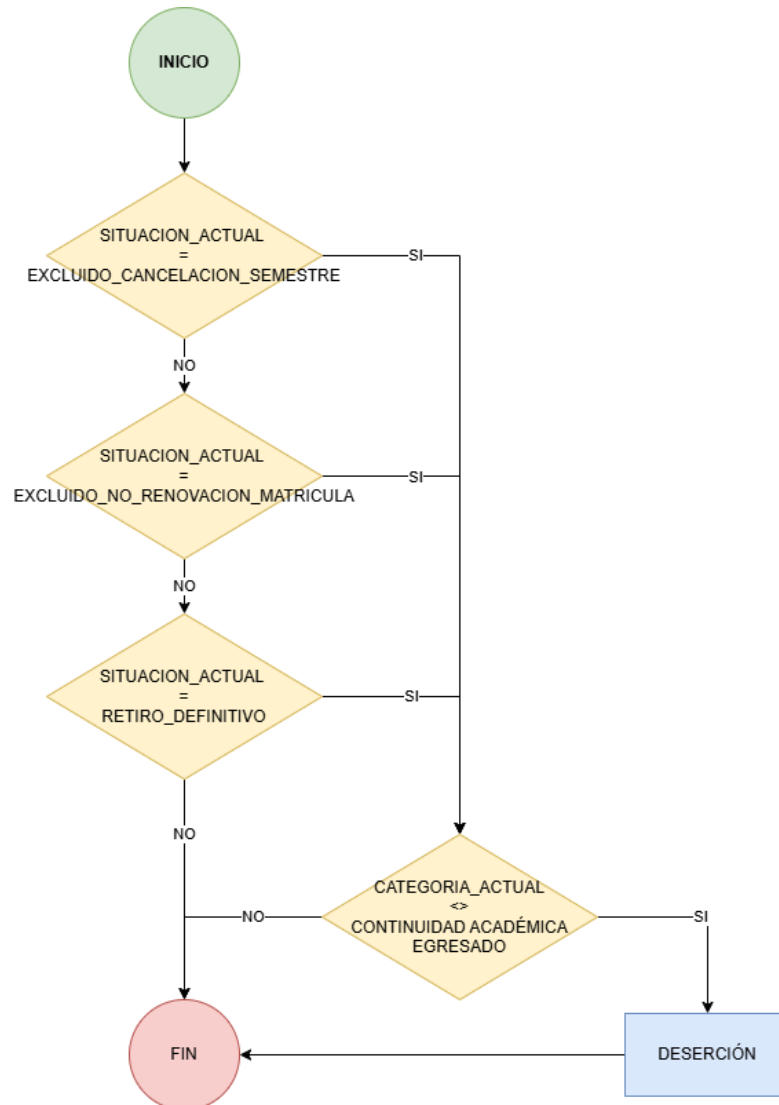 INICIO
SITUACION_ACTUAL
=
EXCLUIDO_CANCELACION_SEMESTRE
SI
NO
SITUACION_ACTUAL
=
EXCLUIDO_NO_RENOVACION_MATRICULA
SI
NO
SITUACION_ACTUAL
=
RETIRO_DEFINITIVO
SI
NO
CATEGORIA_ACTUAL
<>
CONTINUIDAD ACADÉMICA
EGRESADO
NO
SI
FIN
DESERCIÓN